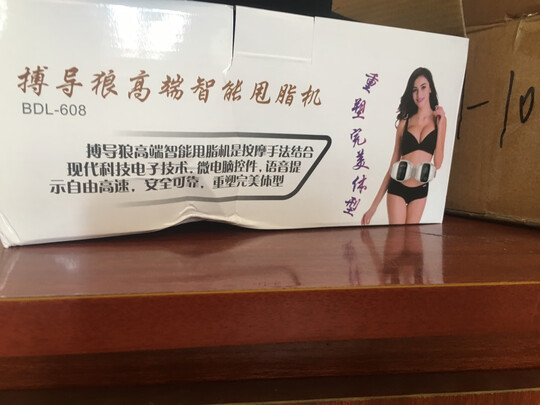 搏导狼高端智能甩脂机
BDL-608
搏导狼高端智能用脂机是按摩手法结合
现代科技电子技术,微电脑控件,语音提
示自由高速,安全可靠,重塑完美体型
重塑完美体型
1-10